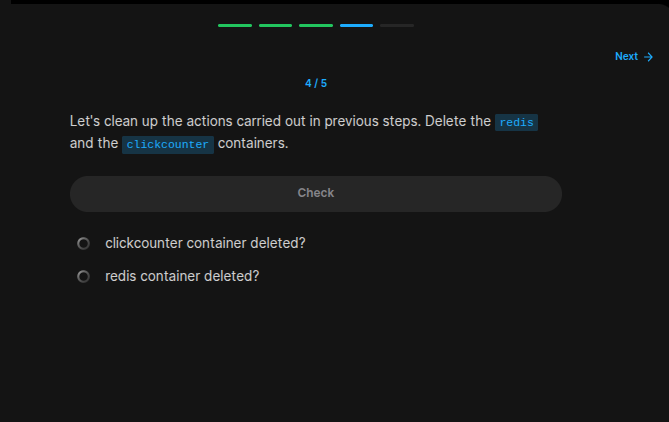 Next →
4 / 5
Let's clean up the actions carried out in previous steps. Delete the redis
and the clickcounter containers.
Check
clickcounter container deleted?
redis container deleted?